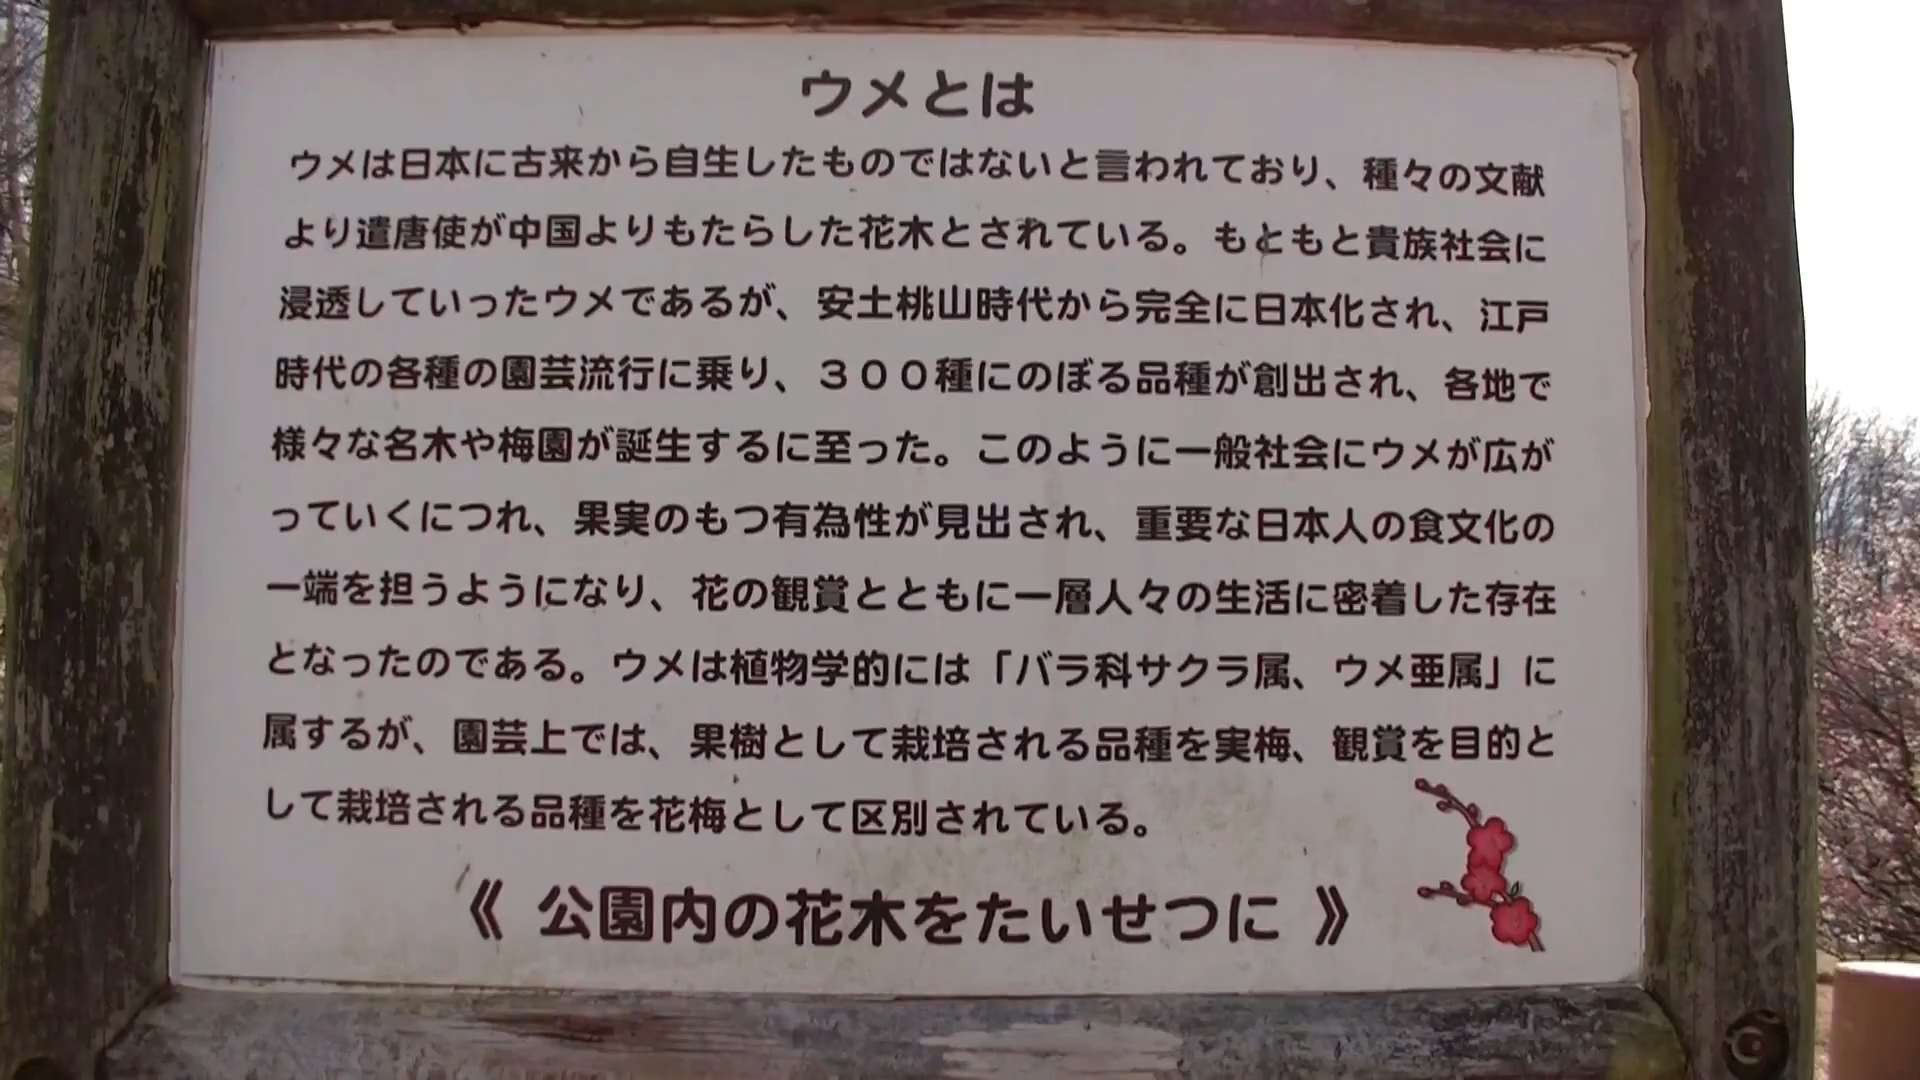 ウメとは
ウメは日本に古来から自生したものではないと言われており、種々の文献
より遣唐使が中国よりもたらした花木とされている。もともと貴族社会に
浸透していったウメであるが、安土桃山時代から完全に日本化され、江戸
時代の各種の園芸流行に乗り、３００種にのぼる品種が創出され、各地で
様々な名木や梅園が誕生するに至った。このように一般社会にウメが広が
っていくにつれ、果実のもつ有為性が見出され、重要な日本人の食文化の
一端を担うようになり、花の観賞とともに一層人々の生活に密着した存在
となったのである。ウメは植物学的には「バラ科サクラ属、ウメ亜属」に
属するが、園芸上では、果樹として栽培される品種を実梅、観賞を目的と
して栽培される品種を花梅として区別されている。
《 公園内の花木をたいせつに 》